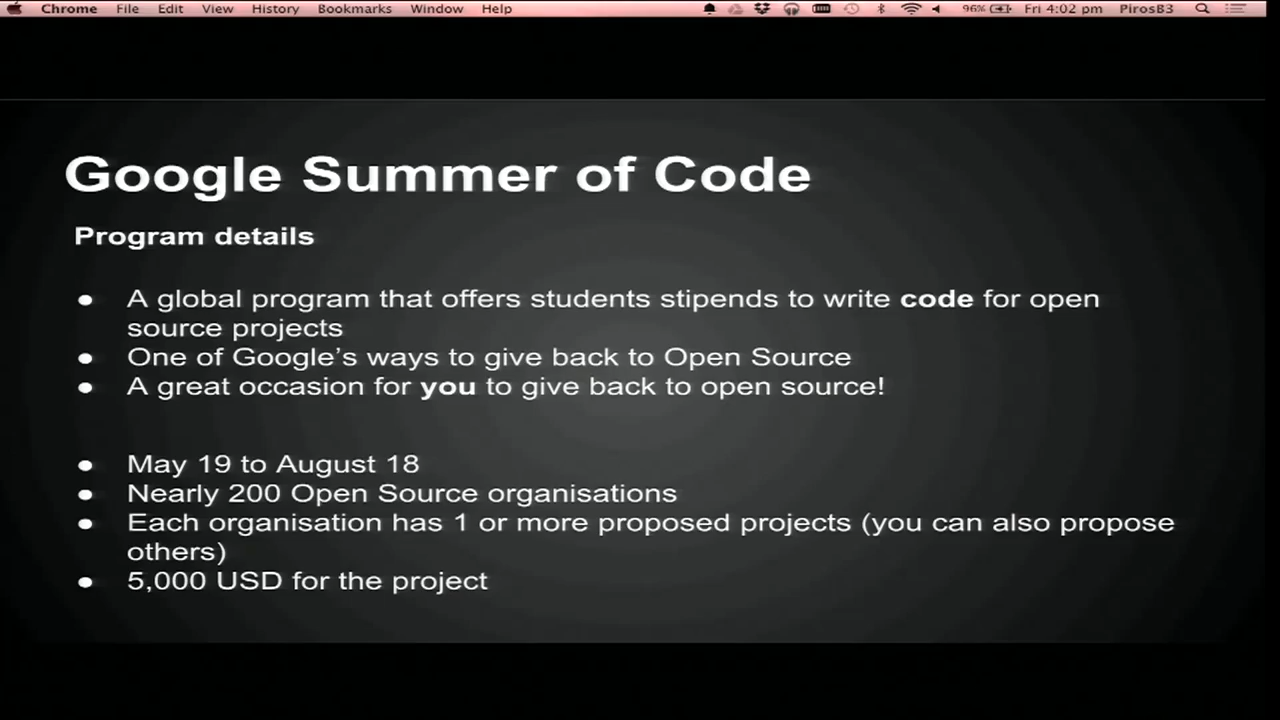 Chrome File Edit View History Bookmarks Window Help 96% Fri 4:02 pm PirosB3
Google Summer of Code
Program details
● A global program that offers students stipends to write code for open
source projects
● One of Google's ways to give back to Open Source
● A great occasion for you to give back to open source!
● May 19 to August 18
● Nearly 200 Open Source organisations
● Each organisation has 1 or more proposed projects (you can also propose
others)
● 5,000 USD for the project